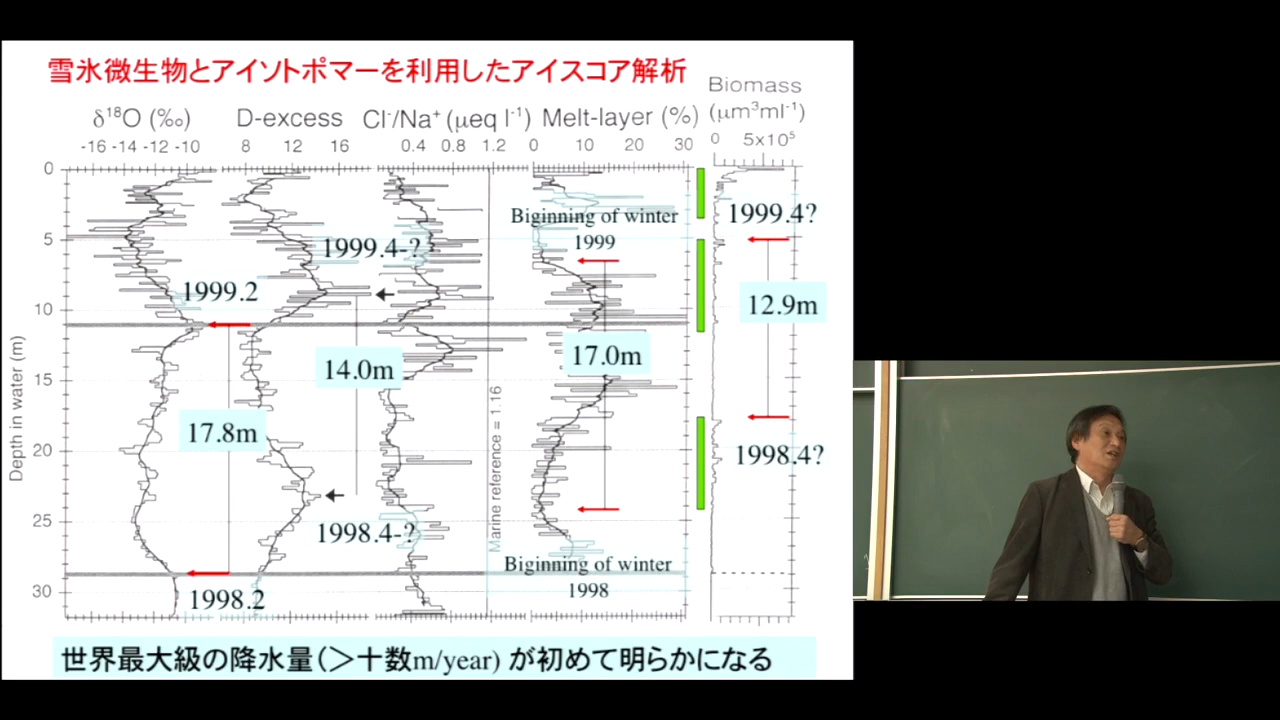 雪氷微生物とアイソトポマーを利用したアイスコア解析
δ¹⁸O (‰) D-excess Cl⁻/Na⁺ (μeq l⁻¹) Melt-layer (%) Biomass (μm³ml⁻¹)
-16 -14 -12 -10 8 12 16 0.4 0.8 1.2 0 10 20 30 0 5x10⁵
Depth in water (m)
0
5
10
15
20
25
30
Biginning of winter
1999
1999.4?
1999.4-?
1999.2
12.9m
14.0m
17.0m
17.8m
Marine reference = 1.16
1998.4?
1998.4-?
Biginning of winter
1998
1998.2
世界最大級の降水量(＞十数m/year) が初めて明らかになる